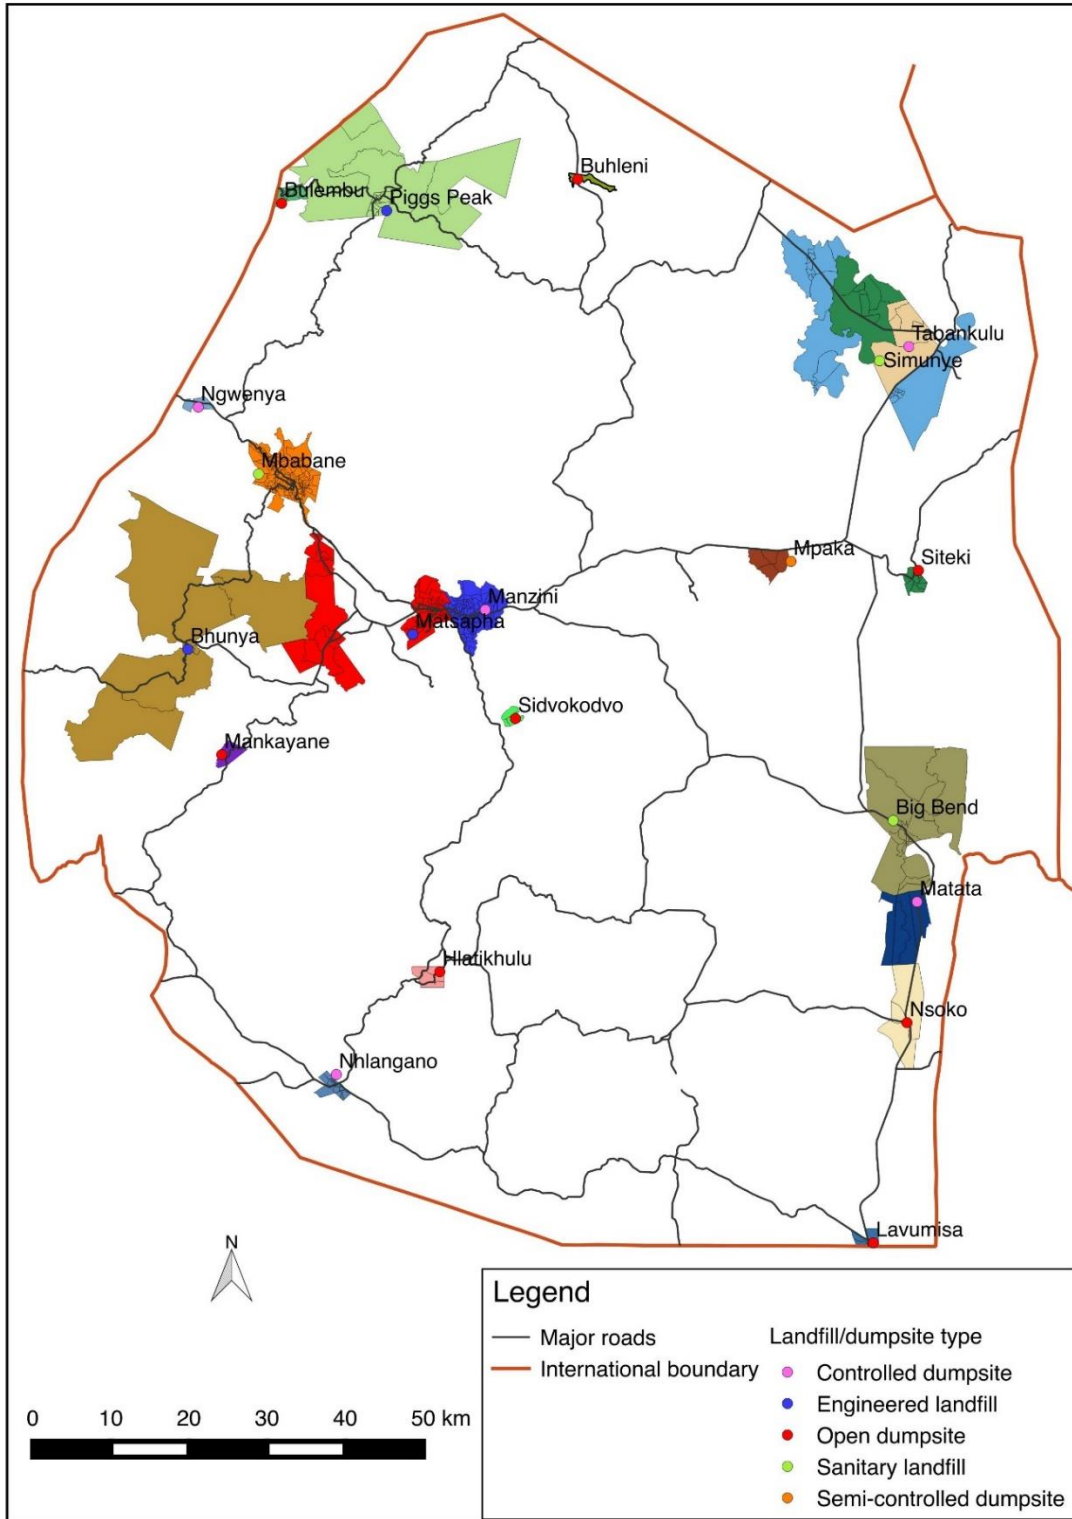 Buhleni
Bulembu
Piggs Peak
Tabankulu
Simunye
Ngwenya
Mbabane
Mpaka
Siteki
Manzini
Matsapha
Bhunya
Sidvokodvo
Mankayane
Big Bend
Matata
Hlatikhulu
Nsoko
Nhlangano
Lavumisa
N
Legend
Major roads
International boundary
Landfill/dumpsite type
Controlled dumpsite
Engineered landfill
Open dumpsite
Sanitary landfill
Semi-controlled dumpsite
0 10 20 30 40 50 km